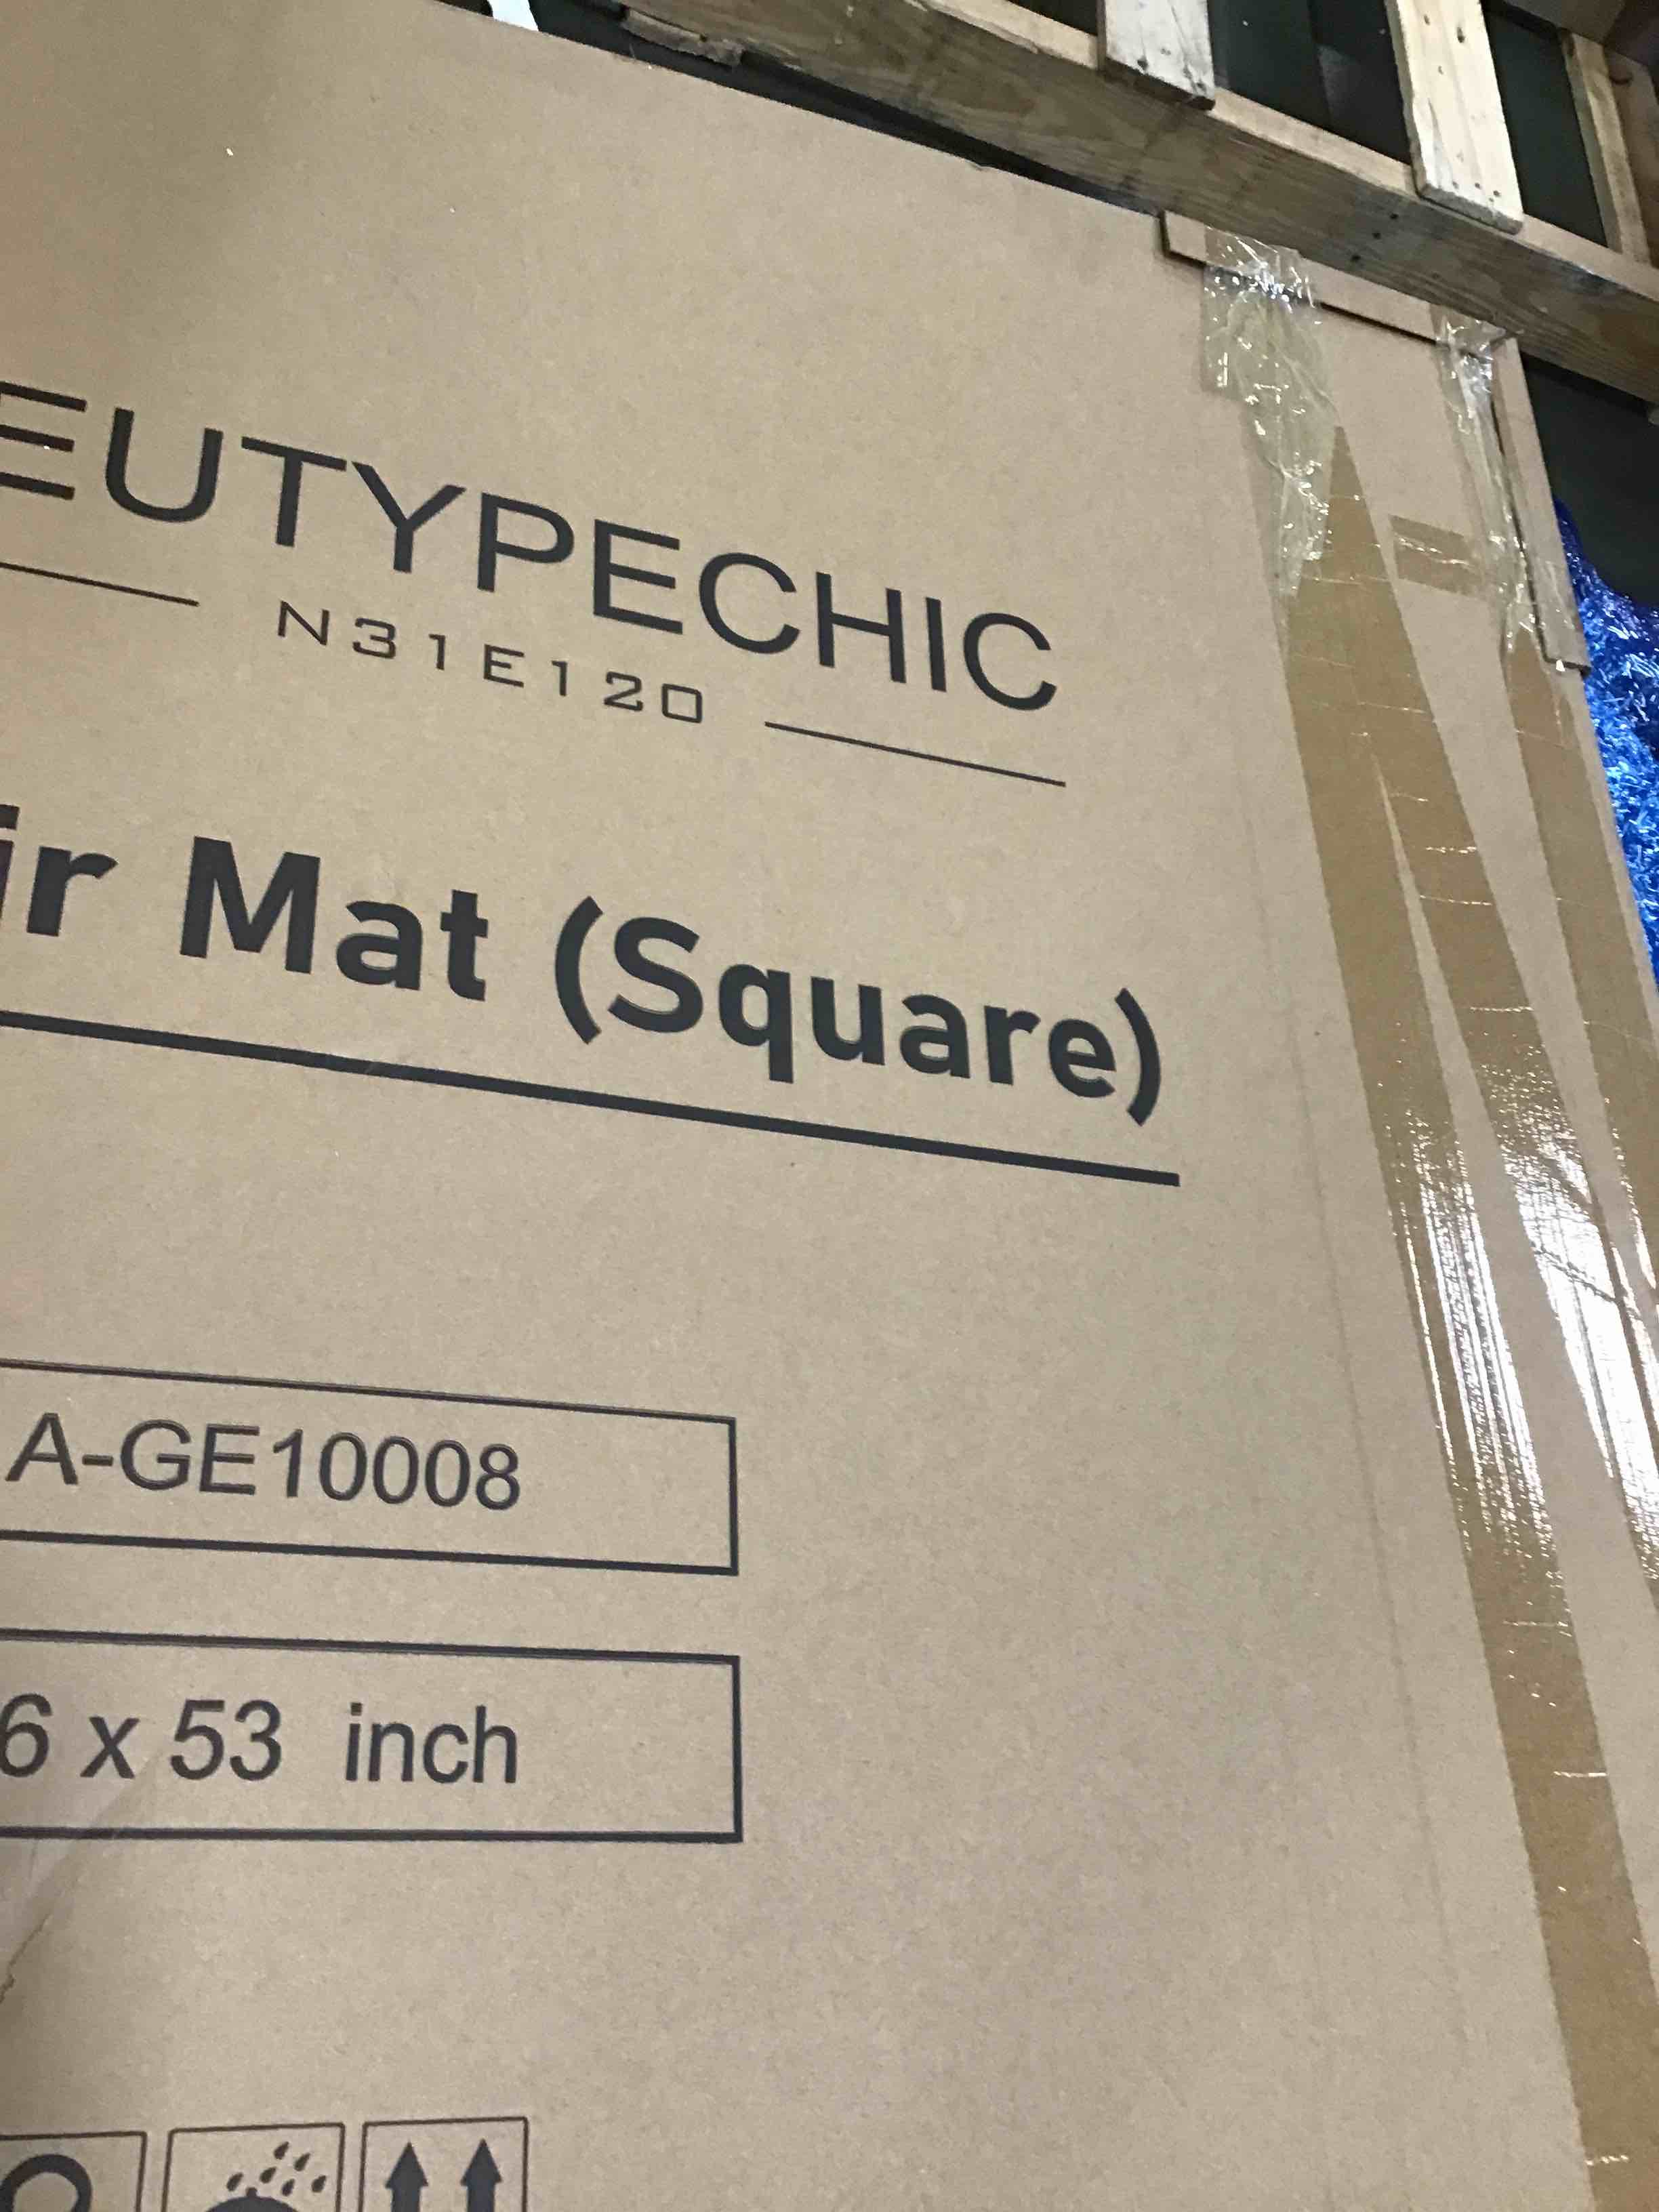 EUTYPECHIC
N31E120
ir Mat (Square)
A-GE10008
6 x 53 inch